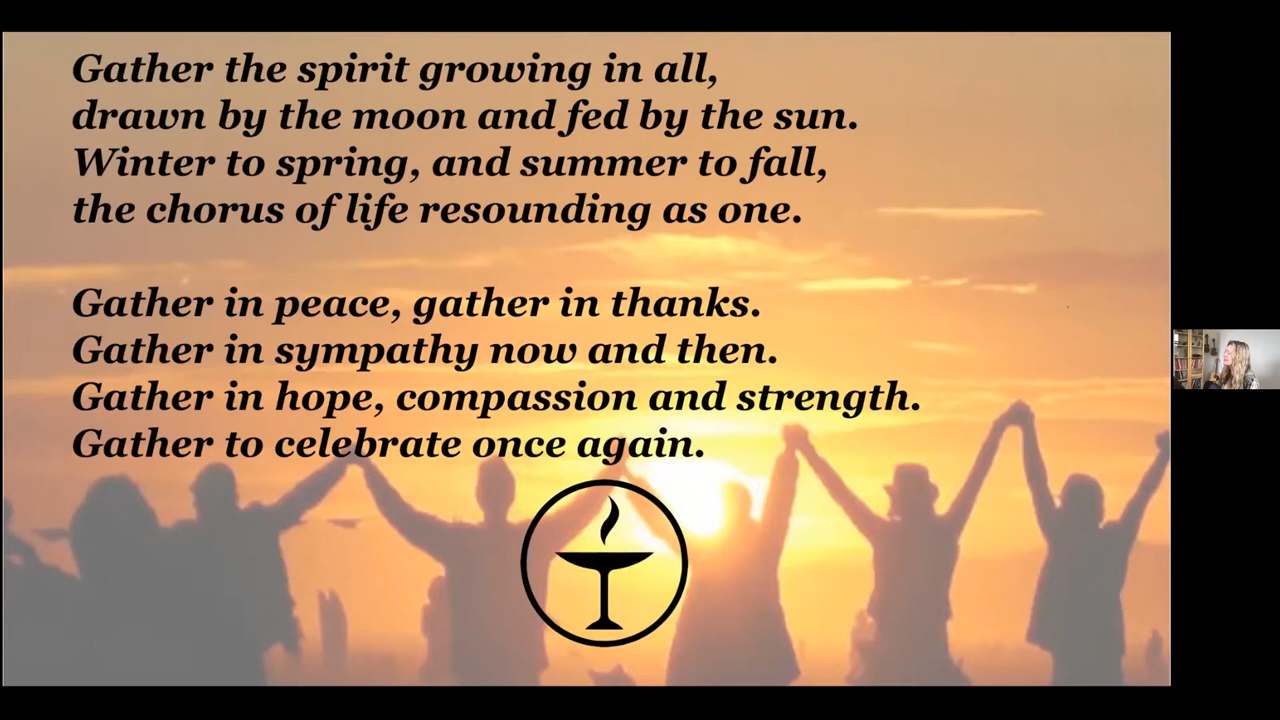 Gather the spirit growing in all,
drawn by the moon and fed by the sun.
Winter to spring, and summer to fall,
the chorus of life resounding as one.
Gather in peace, gather in thanks.
Gather in sympathy now and then.
Gather in hope, compassion and strength.
Gather to celebrate once again.